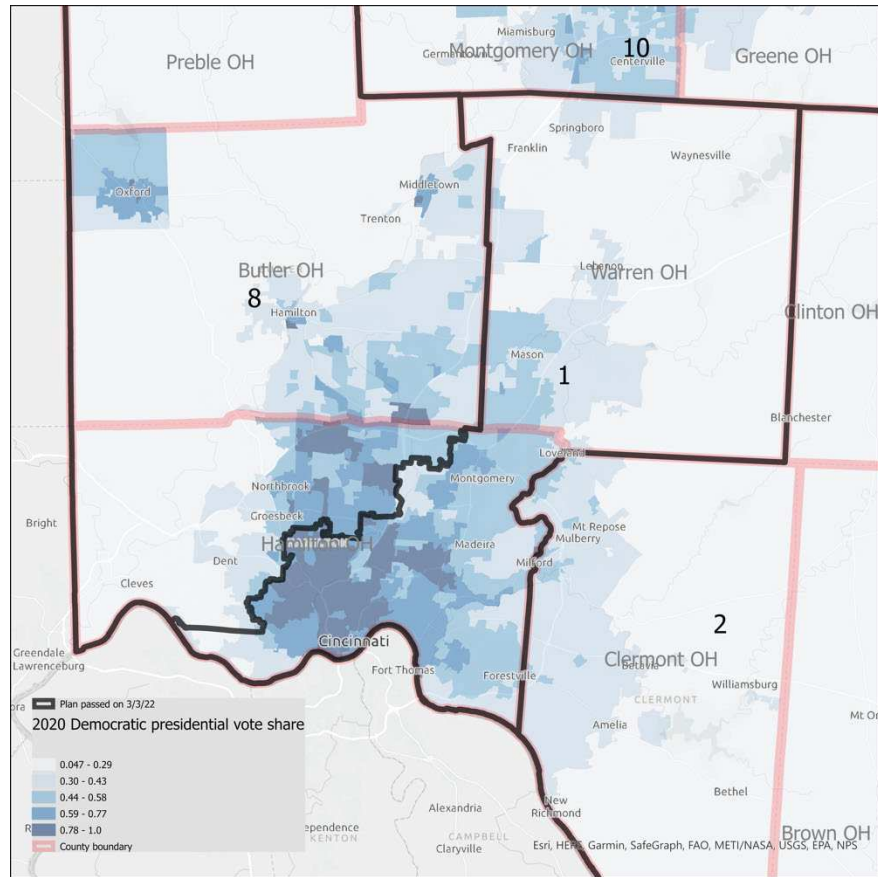 Miamisburg
Germantown
Montgomery OH
10
Centerville
Preble OH
Greene OH
Springboro
Franklin
Waynesville
Oxford
Middletown
Trenton
Butler OH
Lebanon
Warren OH
8
Hamilton
Clinton OH
Mason
1
Blanchester
Loveland
Northbrook
Montgomery
Groesbeck
Bright
Mt Repose
Mulberry
Hamilton OH
Madeira
Dent
Milford
Cleves
2
Cincinnati
Greendale
Lawrenceburg
Fort Thomas
Forestville
Clermont OH
Batavia
Williamsburg
CLERMONT
Plan passed on 3/3/22
2020 Democratic presidential vote share
Amelia
Mt
0.047 - 0.29
0.30 - 0.43
0.44 - 0.58
0.59 - 0.77
0.78 - 1.0
County boundary
New
Richmond
Bethel
Alexandria
ependence
KENTON
CAMPBELL
Claryville
Brown OH
Esri, HERE, Garmin, SafeGraph, FAO, METI/NASA, USGS, EPA, NPS